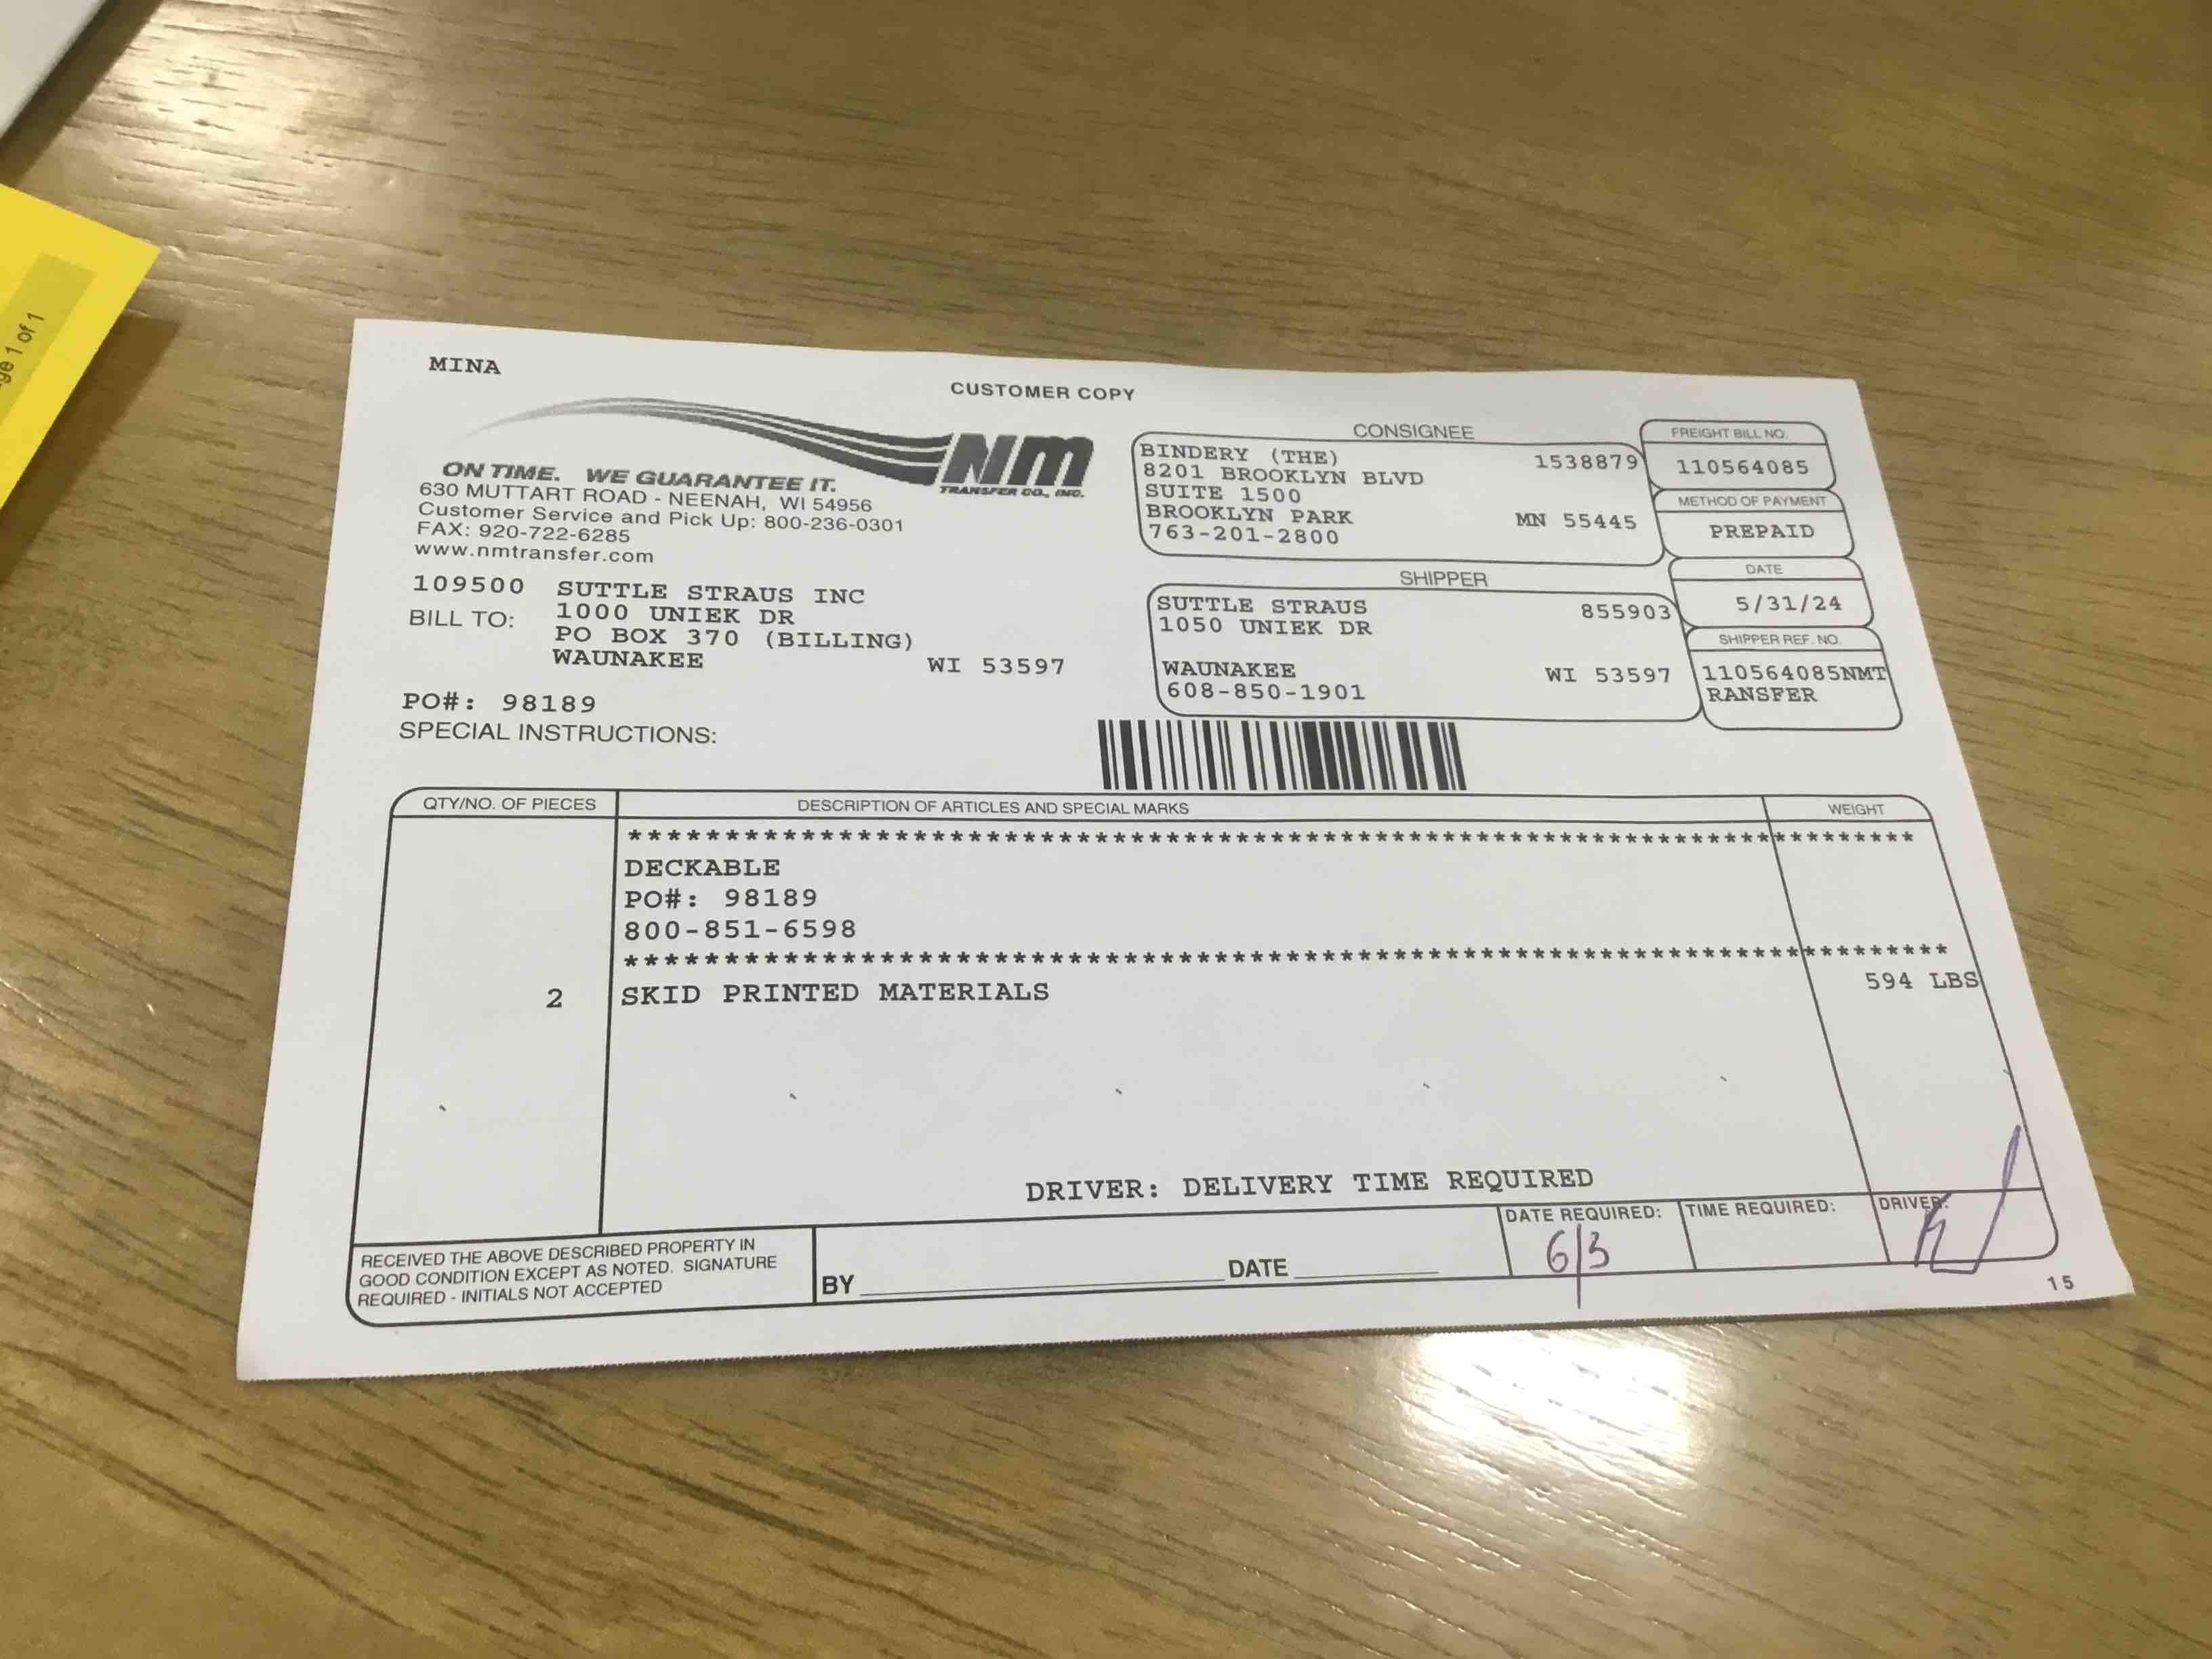 ge 1 of 1
MINA
CUSTOMER COPY
NM
TRANSFER CO., INC.
ON TIME. WE GUARANTEE IT.
630 MUTTART ROAD - NEENAH, WI 54956
Customer Service and Pick Up: 800-236-0301
FAX: 920-722-6285
www.nmtransfer.com
109500 SUTTLE STRAUS INC
BILL TO: 1000 UNIEK DR
PO BOX 370 (BILLING)
WAUNAKEE WI 53597
PO#: 98189
SPECIAL INSTRUCTIONS:
CONSIGNEE
BINDERY (THE) 1538879
8201 BROOKLYN BLVD
SUITE 1500
BROOKLYN PARK MN 55445
763-201-2800
SHIPPER
SUTTLE STRAUS 855903
1050 UNIEK DR
WAUNAKEE WI 53597
608-850-1901
FREIGHT BILL NO.
110564085
METHOD OF PAYMENT
PREPAID
DATE
5/31/24
SHIPPER REF. NO.
110564085NMT
RANSFER
QTY/NO. OF PIECES DESCRIPTION OF ARTICLES AND SPECIAL MARKS WEIGHT
******************************************************************
DECKABLE
PO#: 98189
800-851-6598
******************************************************************
2 SKID PRINTED MATERIALS 594 LBS
DRIVER: DELIVERY TIME REQUIRED
RECEIVED THE ABOVE DESCRIBED PROPERTY IN
GOOD CONDITION EXCEPT AS NOTED. SIGNATURE
REQUIRED - INITIALS NOT ACCEPTED
BY DATE
DATE REQUIRED: TIME REQUIRED: DRIVER:
6/3
15